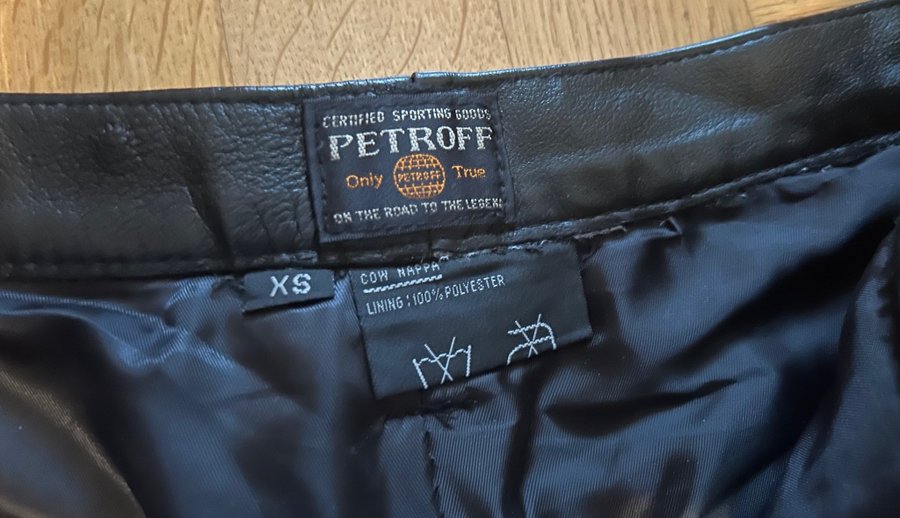 CERTIFIED SPORTING GOODS
PETROFF
Only PETROFF True
ON THE ROAD TO THE LEGEN
XS
COW NAPPA
LINING : 100% POLYESTER